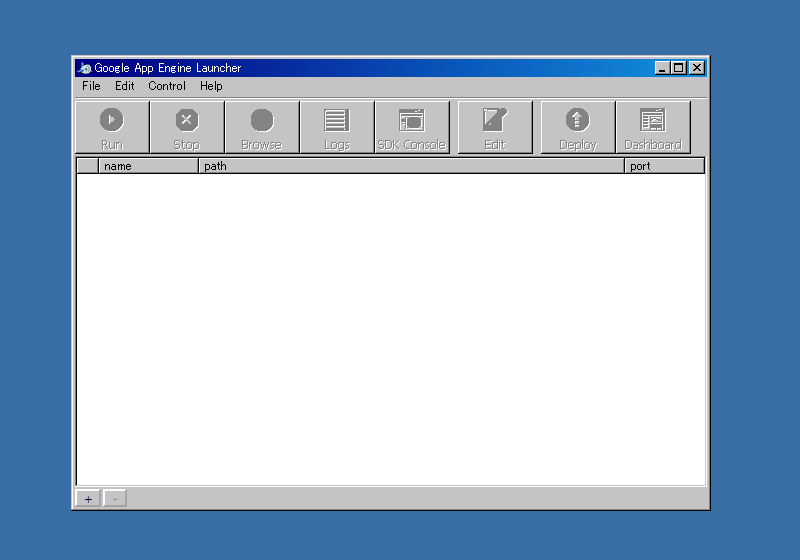 Google App Engine Launcher
File Edit Control Help
Run Stop Browse Logs SDK Console Edit Deploy Dashboard
name path port
+ -